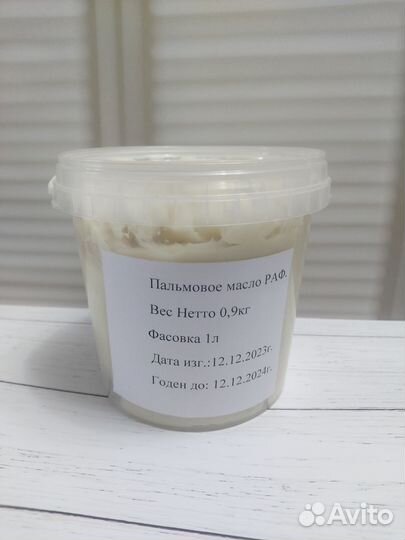 Пальмовое масло РАФ.
Вес Нетто 0,9кг
Фасовка 1л
Дата изг.:12.12.2023г.
Годен до: 12.12.2024г.
Avito